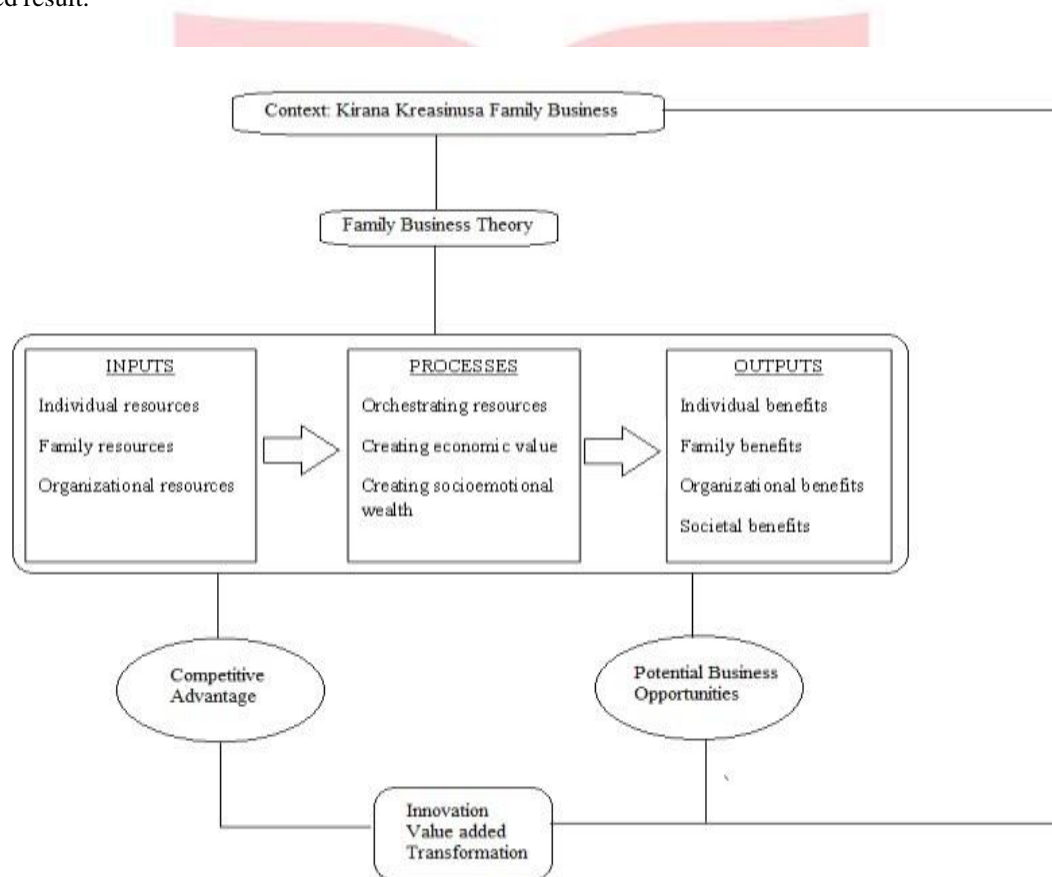 ed result.
Context: Kirana Kreasinusa Family Business
Family Business Theory
INPUTS
Individual resources
Family resources
Organizational resources
PROCESSES
Orchestrating resources
Creating economic value
Creating socioemotional
wealth
OUTPUTS
Individual benefits
Family benefits
Organizational benefits
Societal benefits
Competitive
Advantage
Potential Business
Opportunities
Innovation
Value added
Transformation